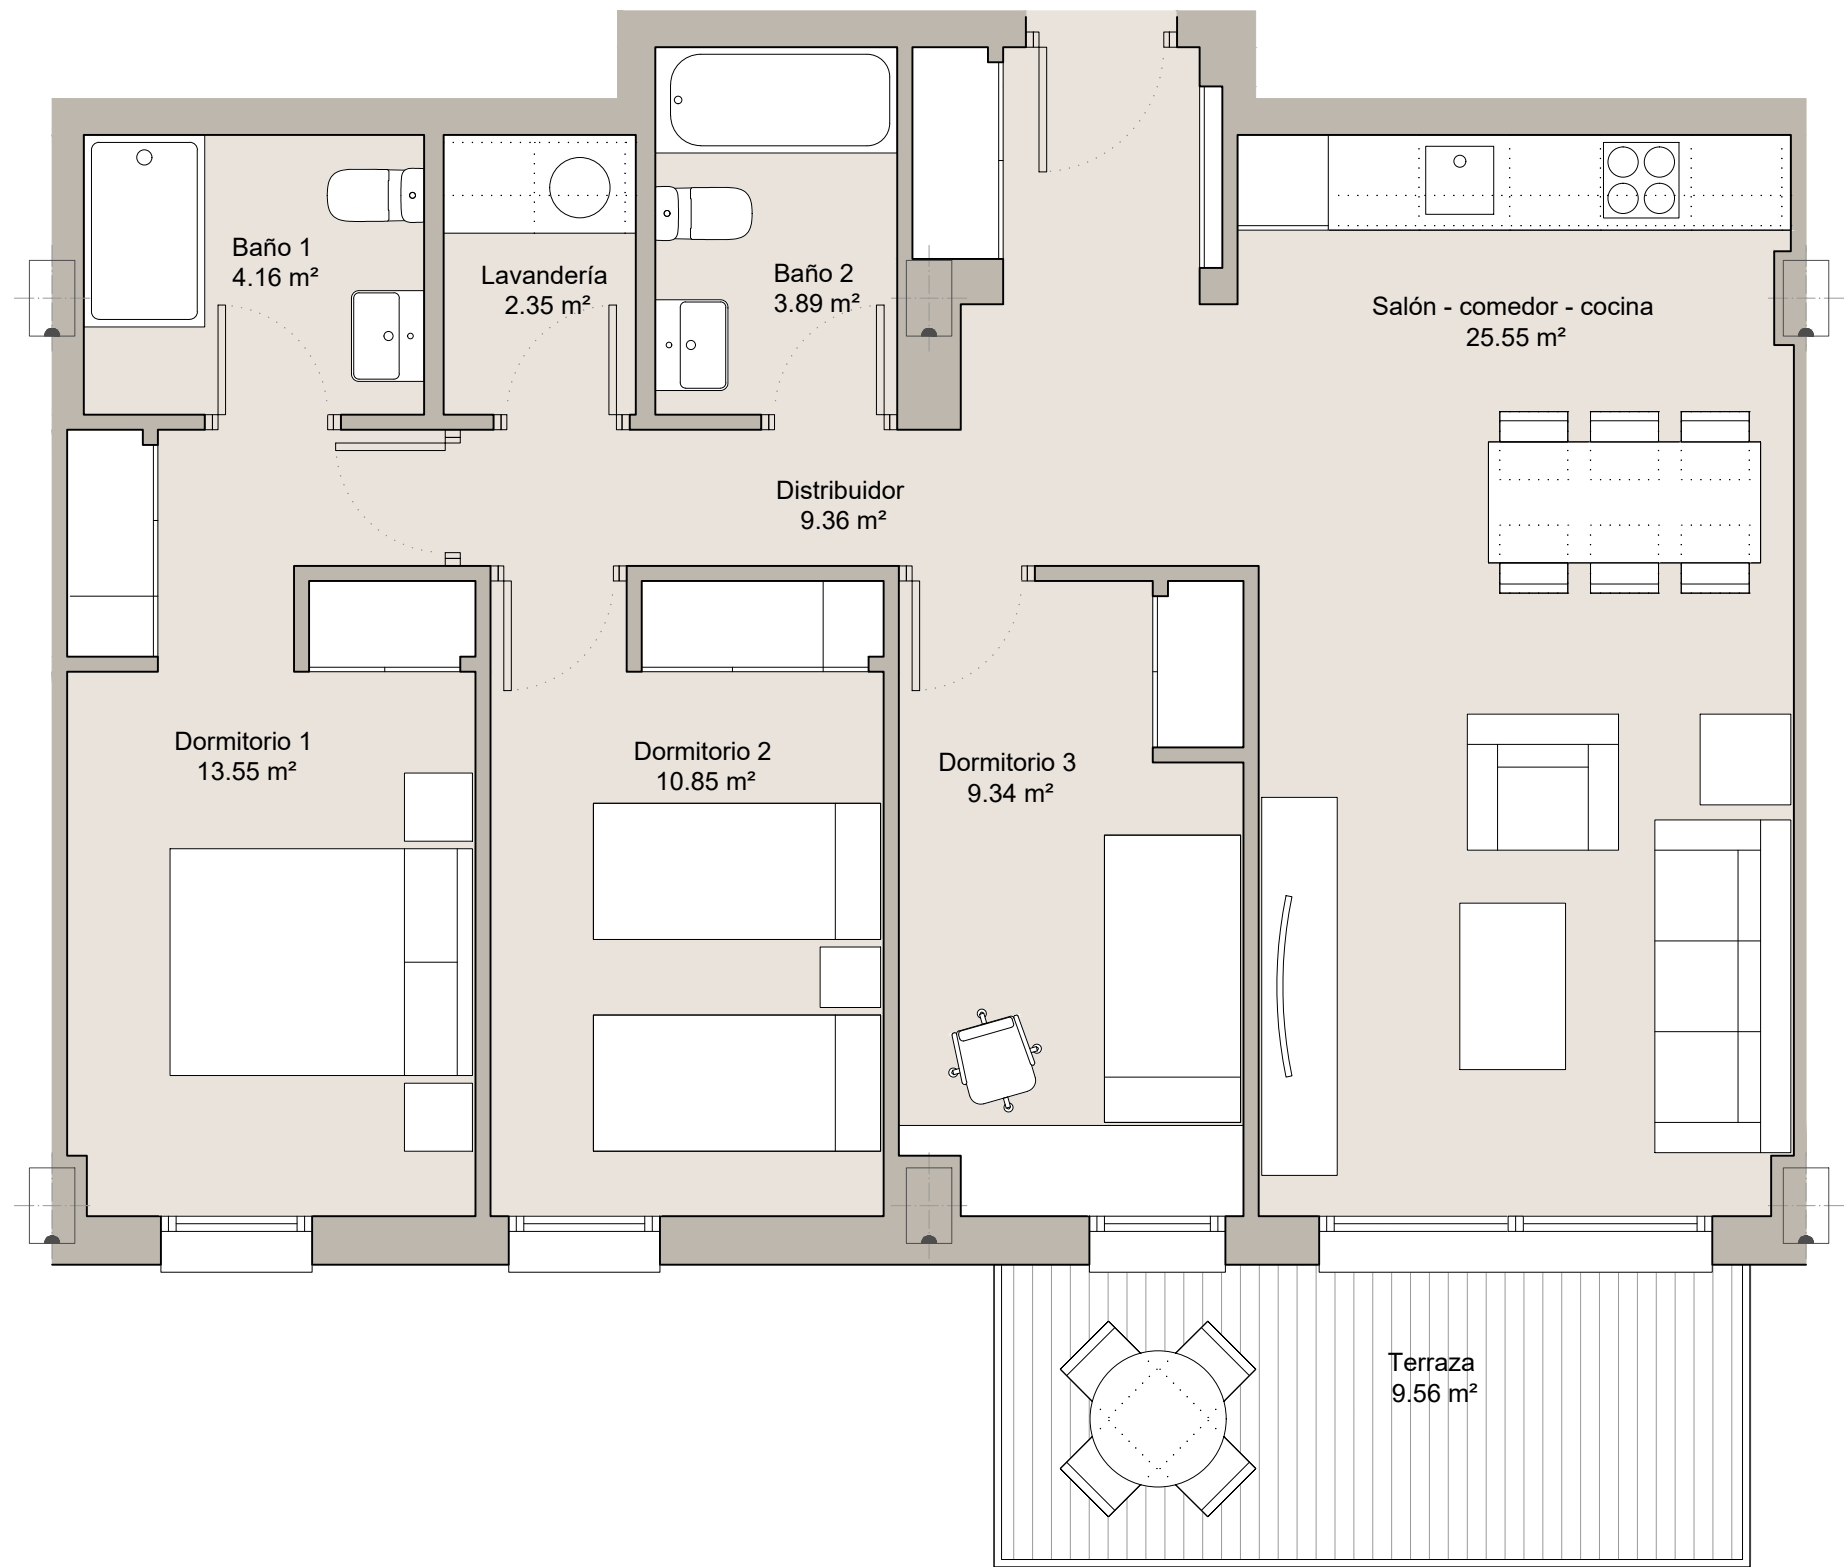 Baño 1
4.16 m²
Lavandería
2.35 m²
Baño 2
3.89 m²
Salón - comedor - cocina
25.55 m²
Distribuidor
9.36 m²
Dormitorio 1
13.55 m²
Dormitorio 2
10.85 m²
Dormitorio 3
9.34 m²
Terraza
9.56 m²